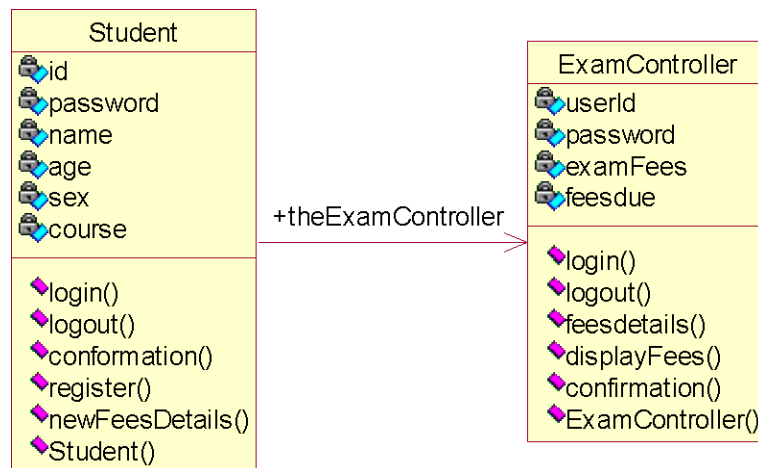 Student
id
password
name
age
sex
course
login()
logout()
conformation()
register()
newFeesDetails()
Student()
+theExamController
ExamController
userId
password
examFees
feesdue
login()
logout()
feesdetails()
displayFees()
confirmation()
ExamController()